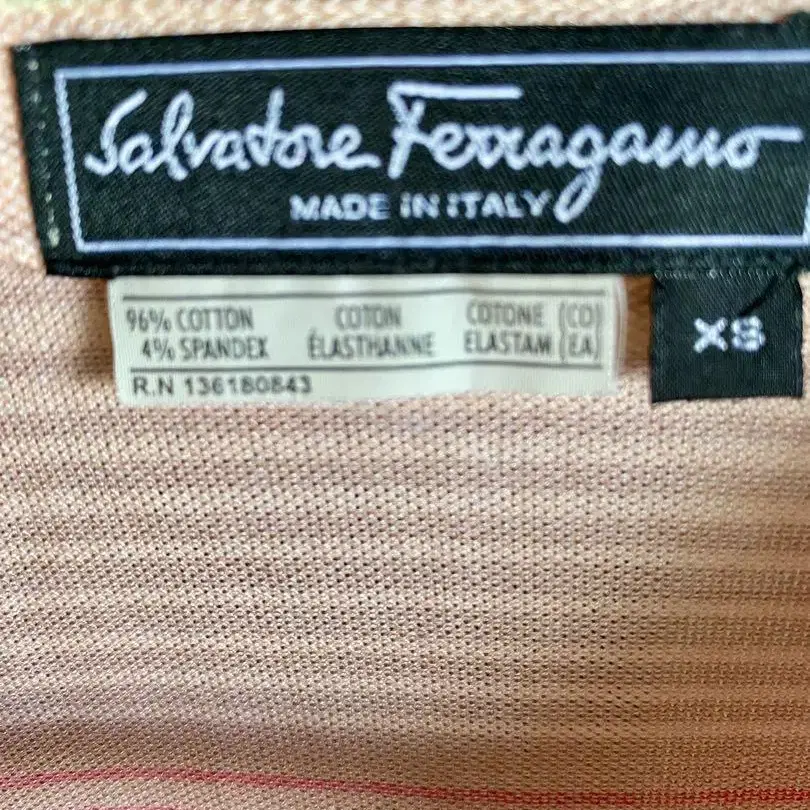 Salvatore Ferragamo
MADE IN ITALY
96% COTTON COTON COTONE (CO)
4% SPANDEX ÉLASTHANNE ELASTAM (EA)
R.N 136180843
XS